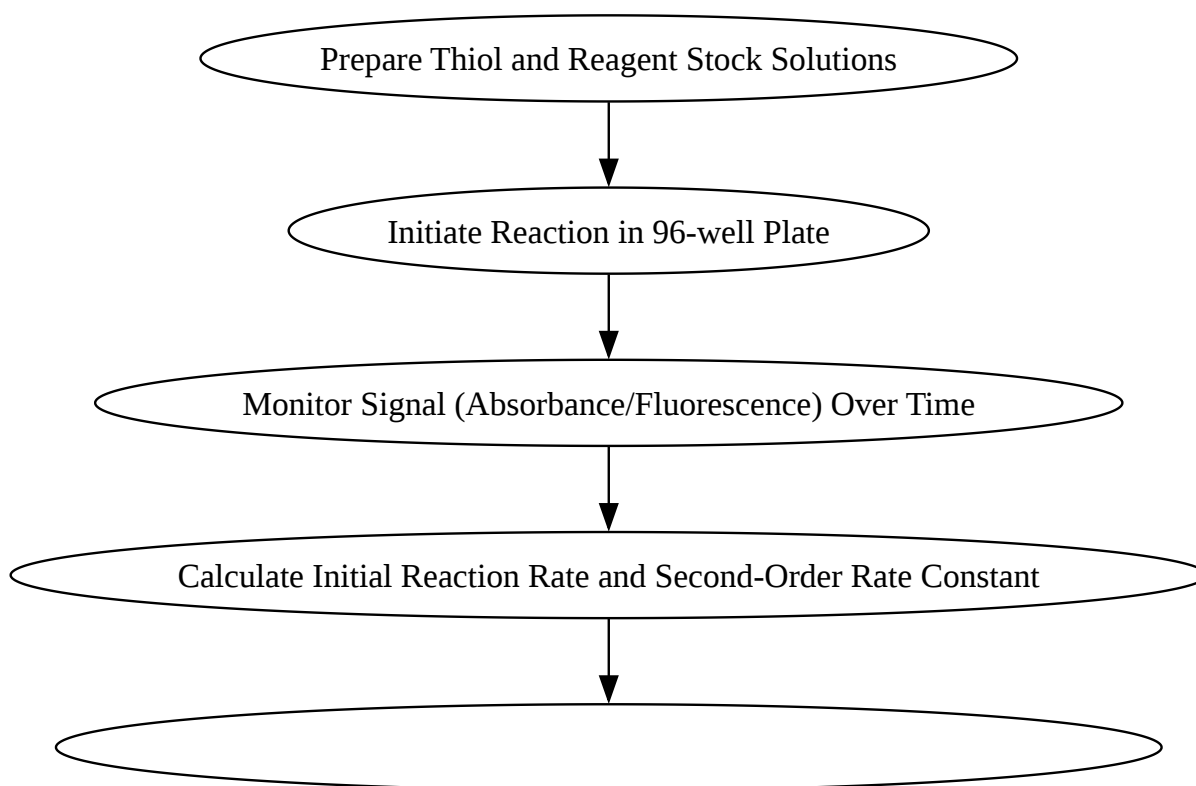 Prepare Thiol and Reagent Stock Solutions
Initiate Reaction in 96-well Plate
Monitor Signal (Absorbance/Fluorescence) Over Time
Calculate Initial Reaction Rate and Second-Order Rate Constant